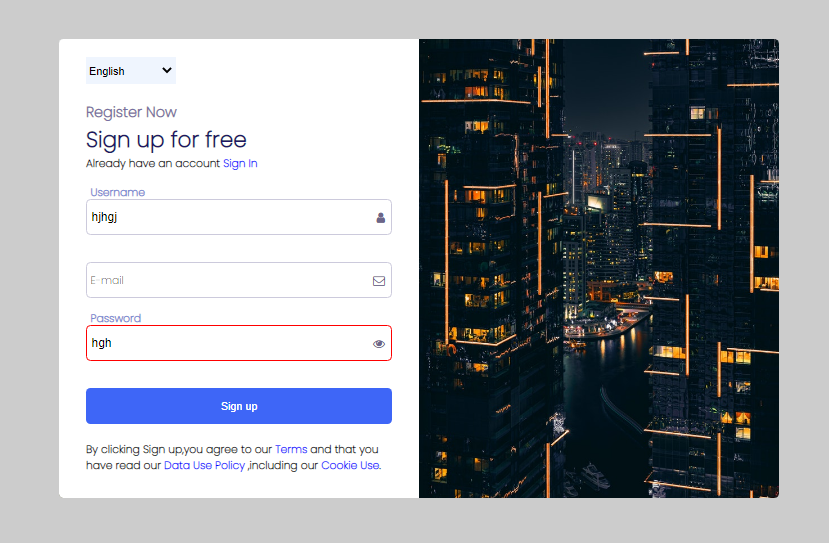 English
Register Now
Sign up for free
Already have an account Sign In
Username
hjhgj
E-mail
Password
hgh
Sign up
By clicking Sign up,you agree to our Terms and that you
have read our Data Use Policy ,including our Cookie Use.